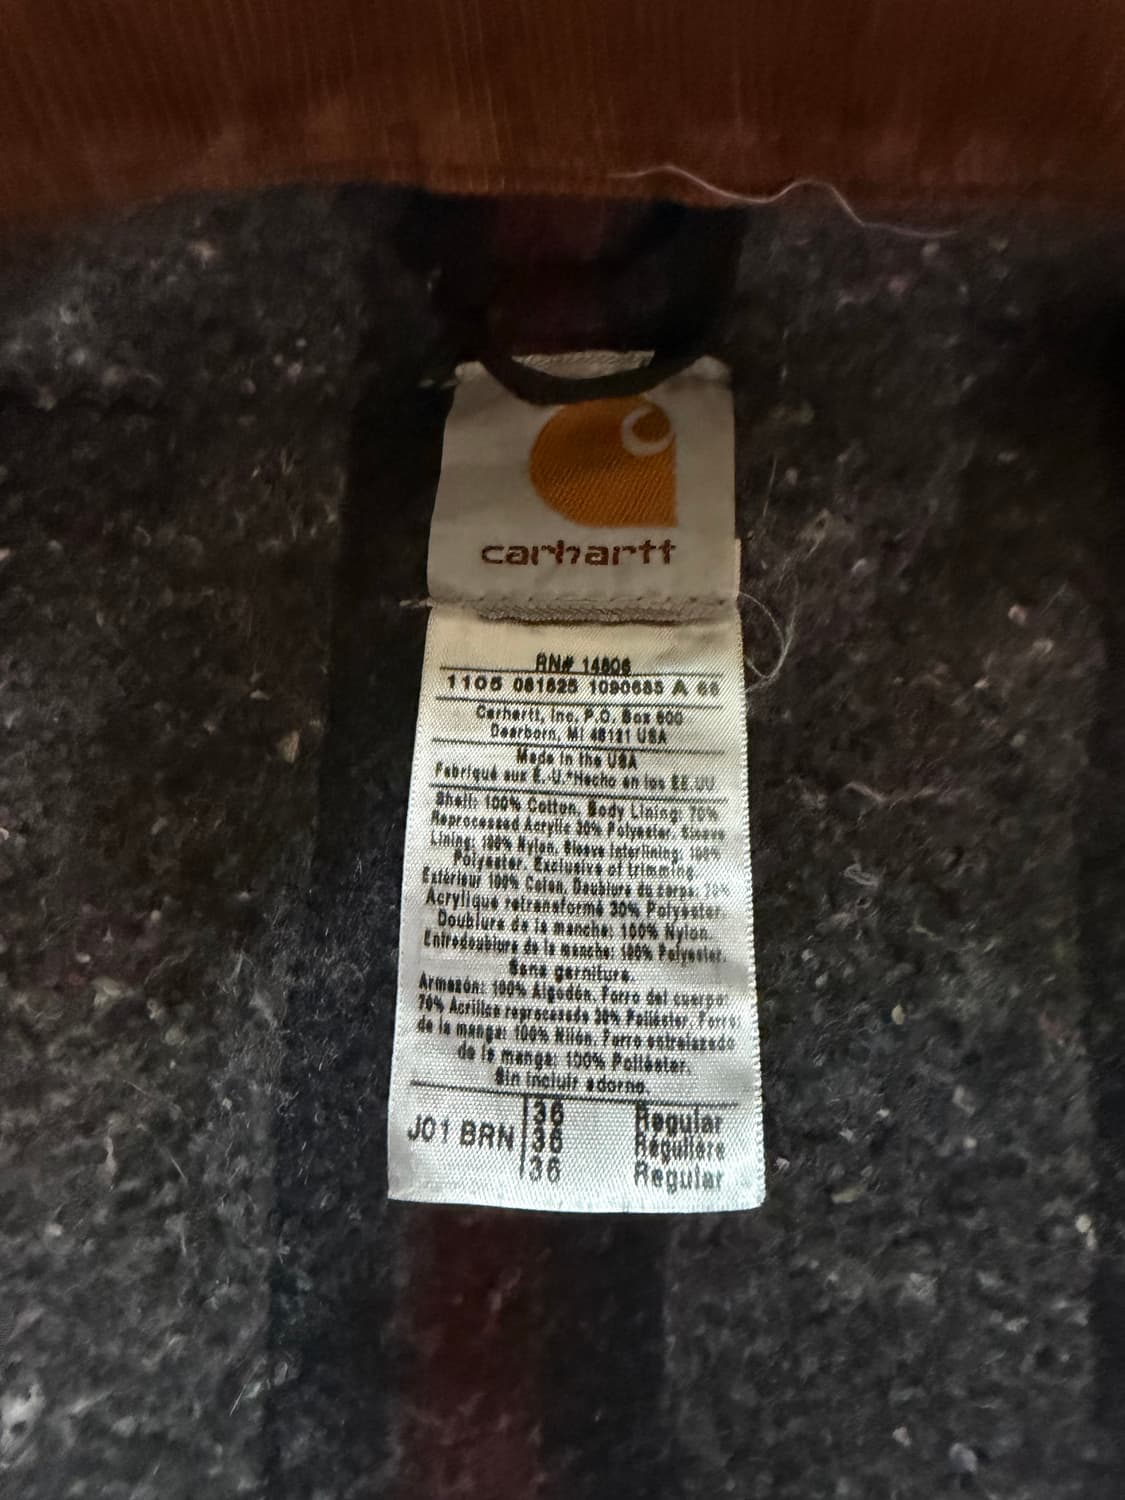 carhartt
RN# 14806
1105 081625 1090685 A 66
Carhartt, Inc, P.O. Box 600
Dearborn, MI 48121 USA
Made in the USA
Fabriqué aux E.-U.*Hecho en los EE.UU
Shell: 100% Cotton, Body Lining: 70%
Reprocessed Acrylic 30% Polyester. Sleeve
Lining: 100% Nylon. Sleeve Interlining: 100%
Polyester. Exclusive of trimming.
Extérieur 100% Coton, Doublure du corps: 70%
Acrylique retransformé 30% Polyester.
Doublure de la manche: 100% Nylon.
Entredoublure de la manche: 100% Polyester.
Sans garniture.
Armazón: 100% Algodón, Forro del cuerpo:
70% Acrílico reprocesado 30% Poliéster. Forro
de la manga: 100% Nilón. Forro entrelazado
de la manga: 100% Poliéster.
Sin incluir adorno.
J01 BRN
36 Regular
36 Régulière
36 Regular